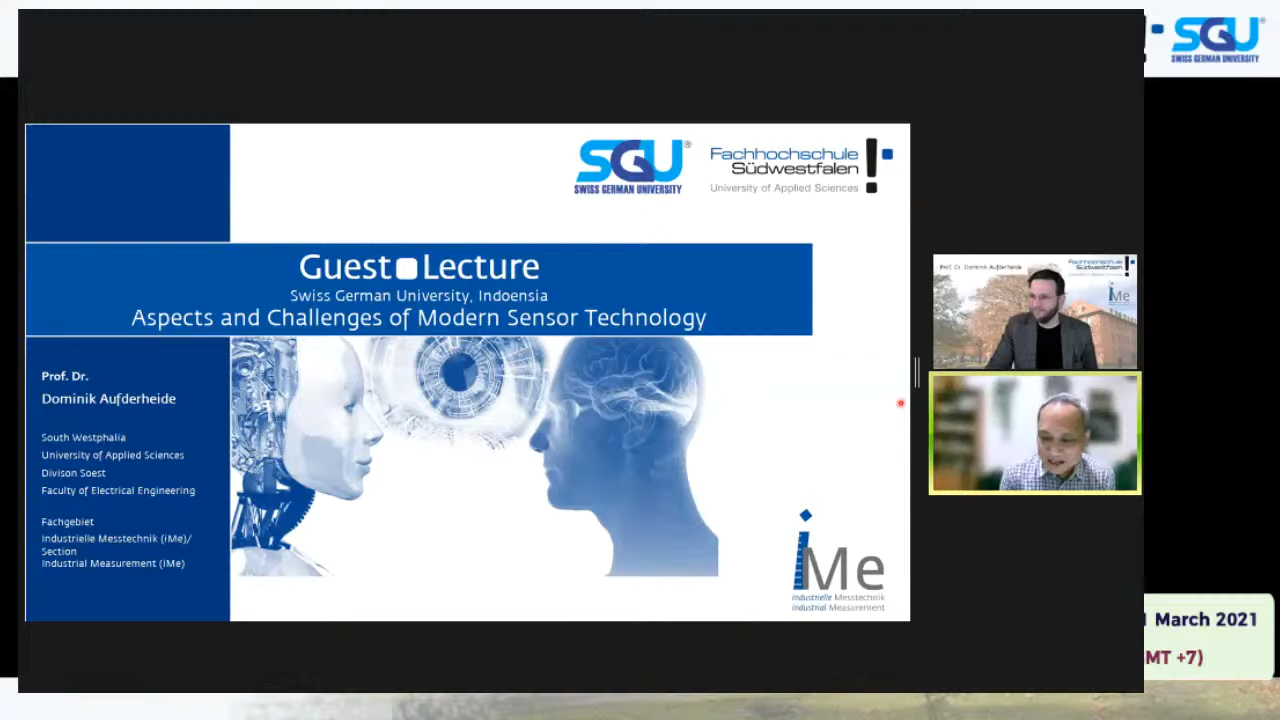 SGU®
SWISS GERMAN UNIVERSITY
SGU®
SWISS GERMAN UNIVERSITY
Fachhochschule
Südwestfalen
University of Applied Sciences
Guest Lecture
Swiss German University, Indoensia
Aspects and Challenges of Modern Sensor Technology
Prof. Dr.
Dominik Aufderheide
South Westphalia
University of Applied Sciences
Divison Soest
Faculty of Electrical Engineering
Fachgebiet
Industrielle Messtechnik (iMe)/
Section
Industrial Measurement (iMe)
iMe
industrielle Messtechnik
industrial Measurement
Prof. Dr. Dominik Aufderheide
Fachhochschule
Südwestfalen
iMe
March 2021
MT +7)